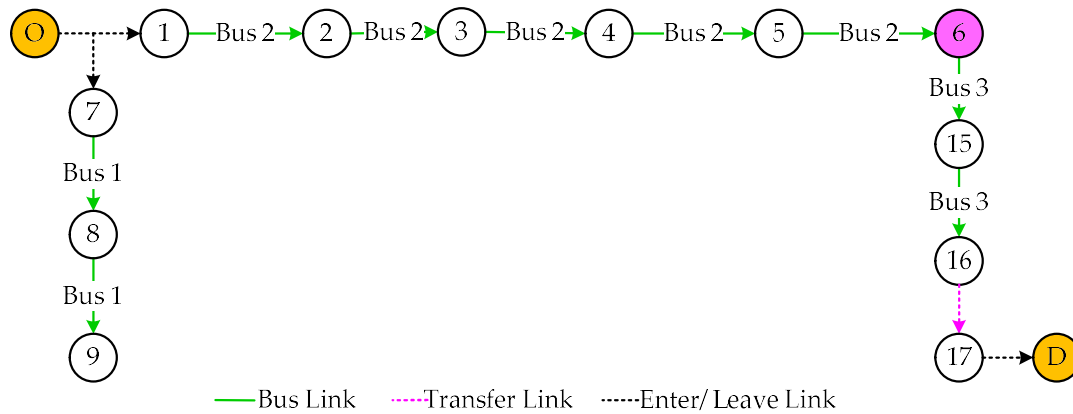 O 1 Bus 2 2 Bus 2 3 Bus 2 4 Bus 2 5 Bus 2 6
Bus 3
7
15
Bus 1
Bus 3
8
16
Bus 1
9
17 D
Bus Link Transfer Link Enter/ Leave Link